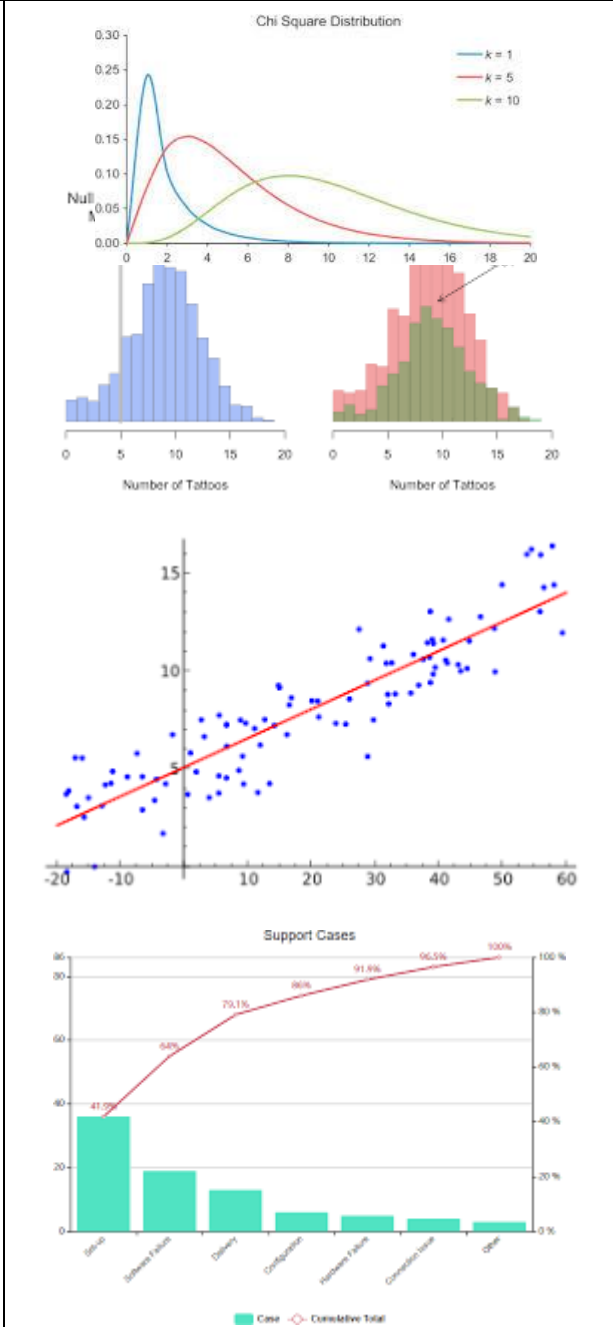 Chi Square Distribution
0.30
k = 1
0.25
k = 5
0.20
k = 10
0.15
0.10
Nul
0.05
0.00
0 2 4 6 8 10 12 14 16 18 20
0 5 10 15 20
0 5 10 15 20
Number of Tattoos
Number of Tattoos
15
10
5
-20 -10 10 20 30 40 50 60
Support Cases
86 96.5% 100% 100 %
80 91.9%
86%
79.1% 80 %
60 64% 60 %
40 41.9% 40 %
20 20 %
0 0 %
Set-up Software Failure Delivery Configuration Hardware Failure Connection Issue Other
Case Cumulative Total